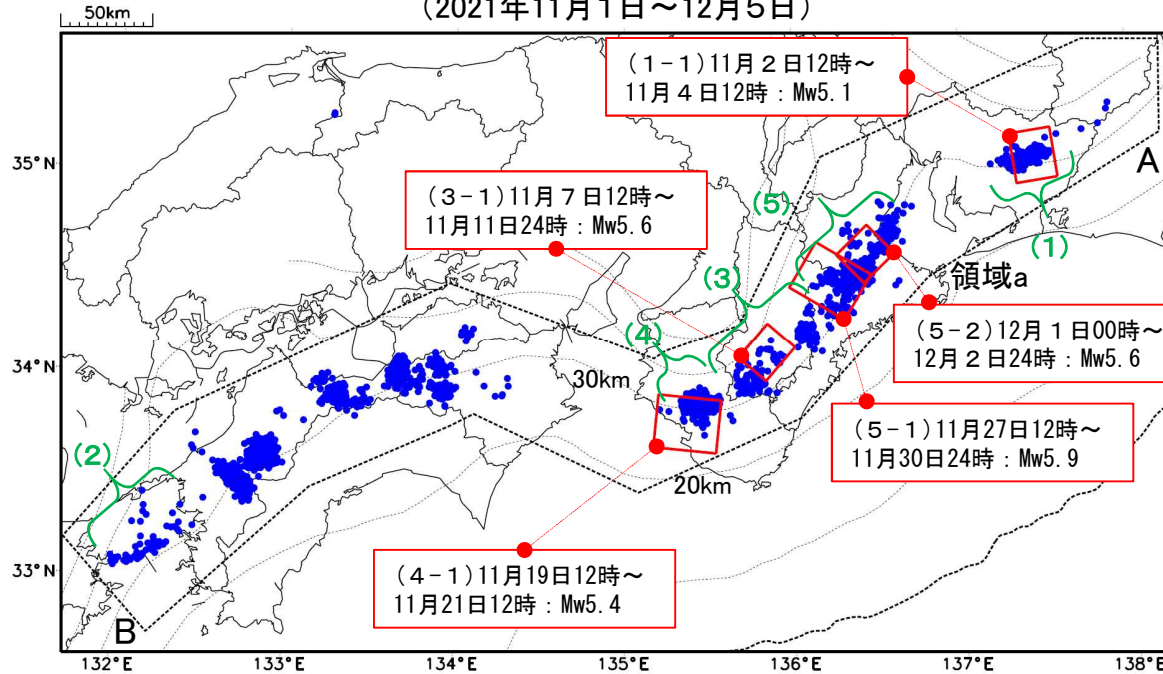 (2021年11月1日～12月5日)
50km
(1-1)11月2日12時～
11月4日12時：Mw5.1
35°N
A
(3-1)11月7日12時～
11月11日24時：Mw5.6
(5)
(1)
(3)
領域a
(4)
(5-2)12月1日00時～
12月2日24時：Mw5.6
34°N
30km
(5-1)11月27日12時～
11月30日24時：Mw5.9
(2)
20km
(4-1)11月19日12時～
11月21日12時：Mw5.4
33°N
B
132°E
133°E
134°E
135°E
136°E
137°E
138°E